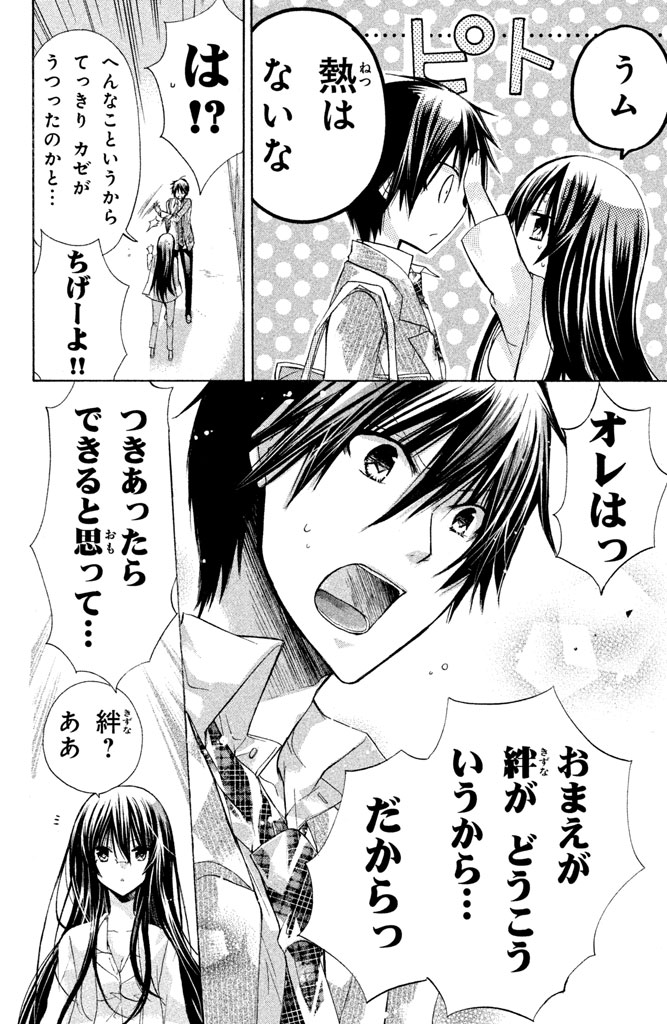 うム
ピト
熱は
ないな
は!?
へんなこというから
てっきり カゼが
うつったのかと…
ちげーよ!!
オレはっ
おまえが
絆が どうこう
いうから…
だからっ
つきあったら
できると思って…
絆?
ああ